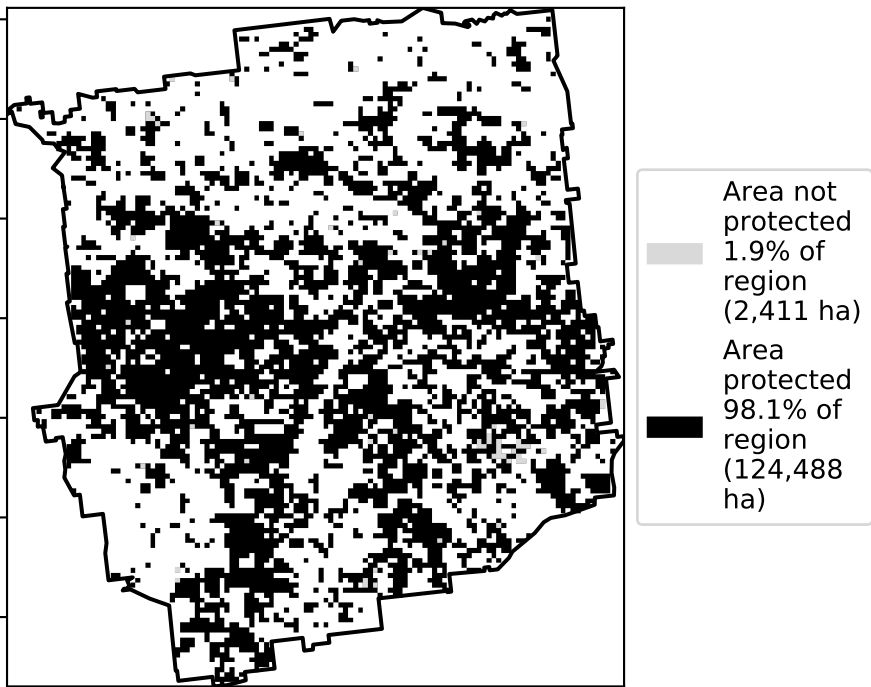 Area not
protected
1.9% of
region
(2,411 ha)
Area
protected
98.1% of
region
(124,488
ha)